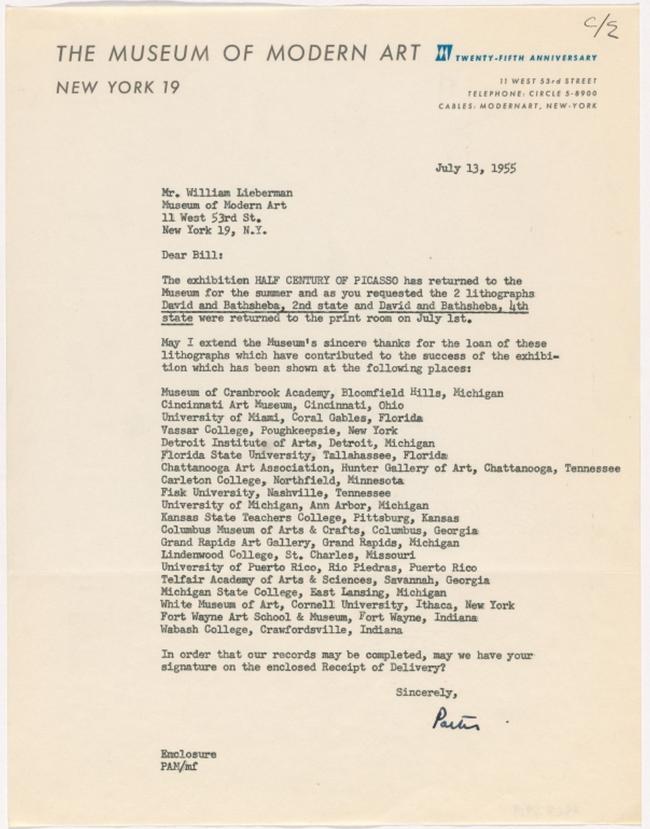 C/E
THE MUSEUM OF MODERN ART TWENTY-FIFTH ANNIVERSARY
NEW YORK 19
11 WEST 53rd STREET
TELEPHONE: CIRCLE 5-8900
CABLES: MODERNART, NEW-YORK
July 13, 1955
Mr. William Lieberman
Museum of Modern Art
11 West 53rd St.
New York 19, N.Y.
Dear Bill:
The exhibition HALF CENTURY OF PICASSO has returned to the
Museum for the summer and as you requested the 2 lithographs
David and Bathsheba, 2nd state and David and Bathsheba, 4th
state were returned to the print room on July 1st.
May I extend the Museum's sincere thanks for the loan of these
lithographs which have contributed to the success of the exhibi-
tion which has been shown at the following places:
Museum of Cranbrook Academy, Bloomfield Hills, Michigan
Cincinnati Art Museum, Cincinnati, Ohio
University of Miami, Coral Gables, Florida
Vassar College, Poughkeepsie, New York
Detroit Institute of Arts, Detroit, Michigan
Florida State University, Tallahassee, Florida
Chattanooga Art Association, Hunter Gallery of Art, Chattanooga, Tennessee
Carleton College, Northfield, Minnesota
Fisk University, Nashville, Tennessee
University of Michigan, Ann Arbor, Michigan
Kansas State Teachers College, Pittsburg, Kansas
Columbus Museum of Arts & Crafts, Columbus, Georgia
Grand Rapids Art Gallery, Grand Rapids, Michigan
Lindenwood College, St. Charles, Missouri
University of Puerto Rico, Rio Piedras, Puerto Rico
Telfair Academy of Arts & Sciences, Savannah, Georgia
Michigan State College, East Lansing, Michigan
White Museum of Art, Cornell University, Ithaca, New York
Fort Wayne Art School & Museum, Fort Wayne, Indiana
Wabash College, Crawfordsville, Indiana
In order that our records may be completed, may we have your
signature on the enclosed Receipt of Delivery?
Sincerely,
Enclosure
PAM/mf